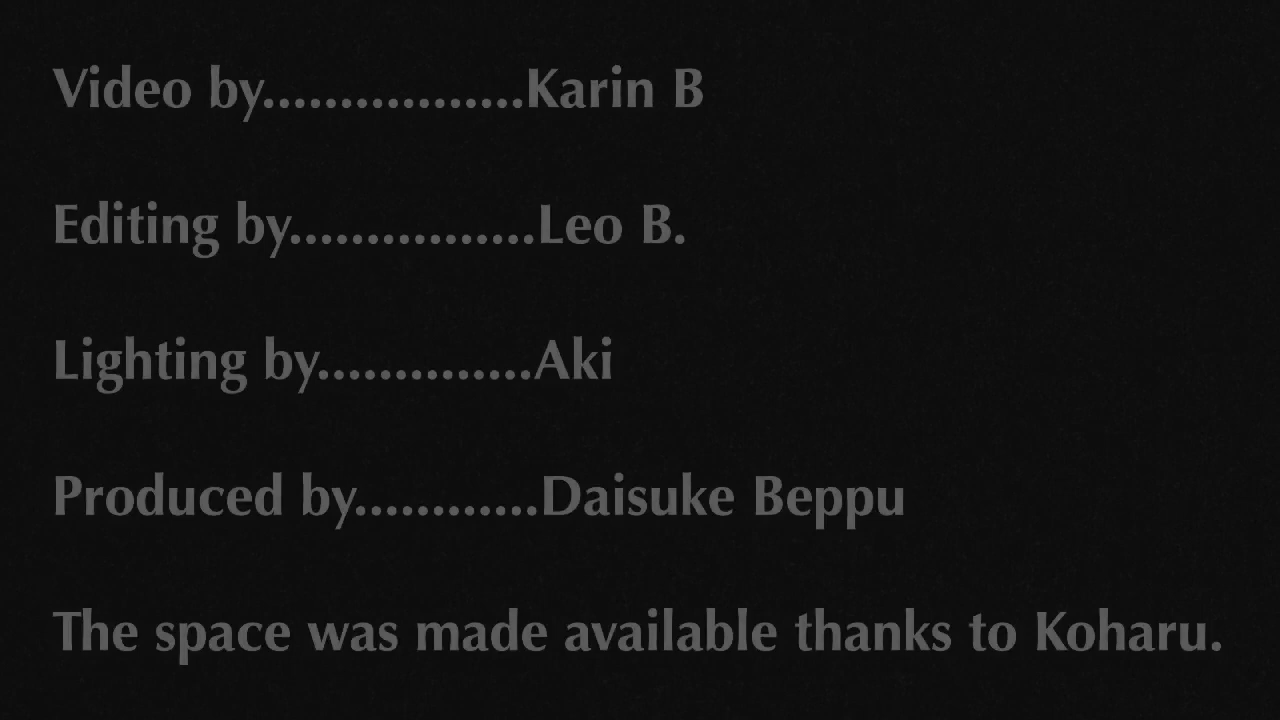 Video by.................Karin B
Editing by................Leo B.
Lighting by..............Aki
Produced by............Daisuke Beppu
The space was made available thanks to Koharu.